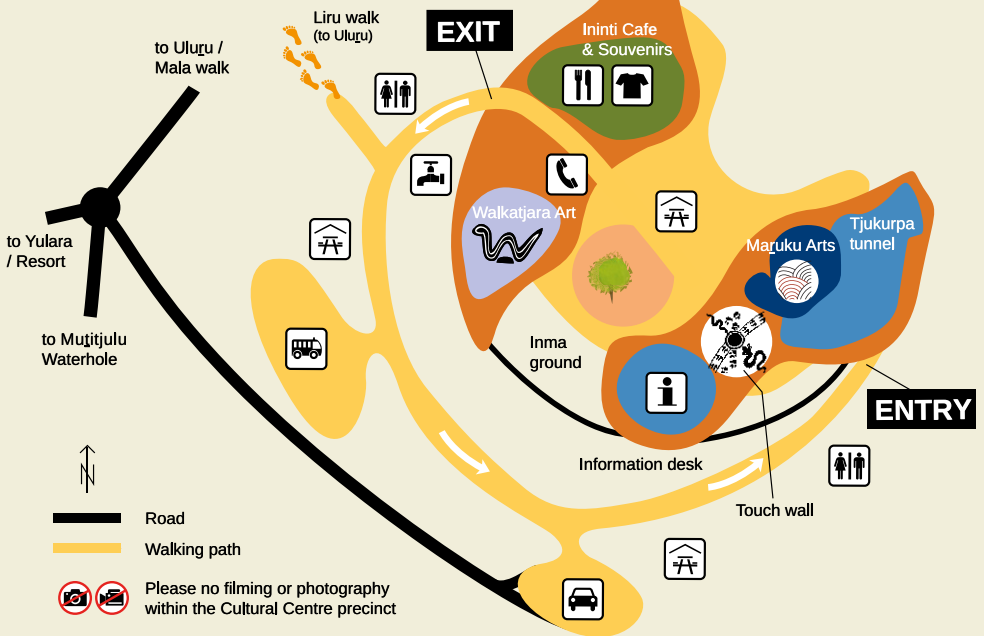 Liru walk
(to Uluṟu)
EXIT
Ininti Cafe
& Souvenirs
to Uluṟu /
Mala walk
Walkatjara Art
Tjukurpa
tunnel
Maṟuku Arts
to Yulara
/ Resort
to Muṯitjulu
Waterhole
Inma
ground
ENTRY
Information desk
Touch wall
N
Road
Walking path
Please no filming or photography
within the Cultural Centre precinct